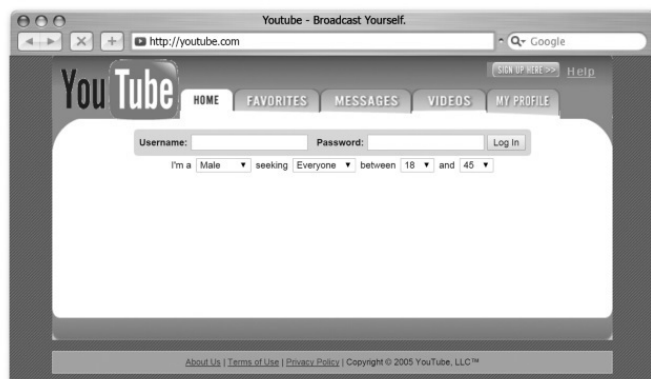 Youtube - Broadcast Yourself.
http://youtube.com
Google
SIGN UP HERE >> Help
YouTube
HOME FAVORITES MESSAGES VIDEOS MY PROFILE
Username: Password: Log In
I'm a Male seeking Everyone between 18 and 45
About Us | Terms of Use | Privacy Policy | Copyright © 2005 YouTube, LLC™